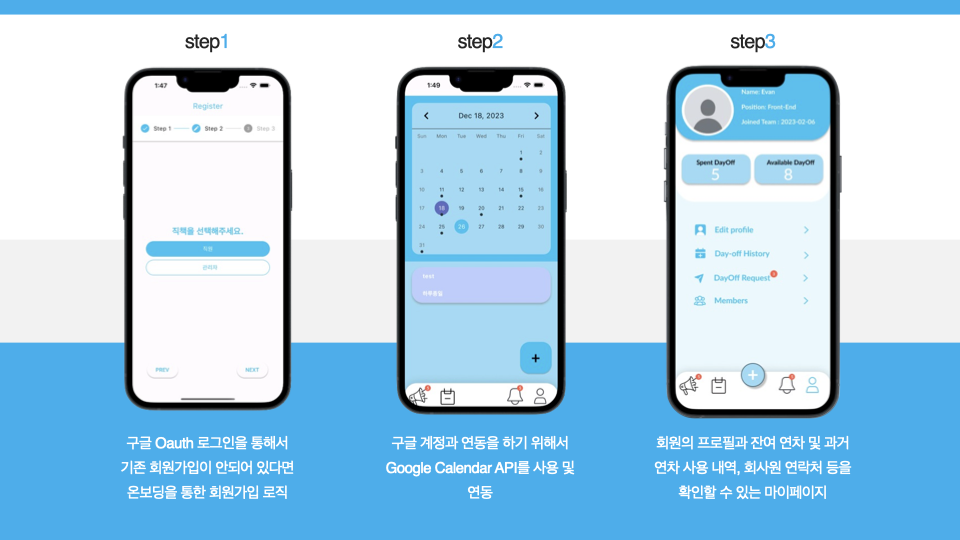 step1
step2
step3
1:47
Register
Step 1
Step 2
3
Step 3
직책을 선택해주세요.
직원
관리자
PREV
NEXT
구글 Oauth 로그인을 통해서
기존 회원가입이 안되어 있다면
온보딩을 통한 회원가입 로직
1:49
Dec 18, 2023
Sun Mon Tue Wed Thu Fri Sat
1 2
3 4 5 6 7 8 9
10 11 12 13 14 15 16
17 18 19 20 21 22 23
24 25 26 27 28 29 30
31
test
하루종일
+
구글 계정과 연동을 하기 위해서
Google Calendar API를 사용 및
연동
Name: Evan
Position: Front-End
Joined Team : 2023-02-06
Spent DayOff
5
Available DayOff
8
Edit profile
Day-off History
DayOff Request
Members
+
회원의 프로필과 잔여 연차 및 과거
연차 사용 내역, 회사원 연락처 등을
확인할 수 있는 마이페이지